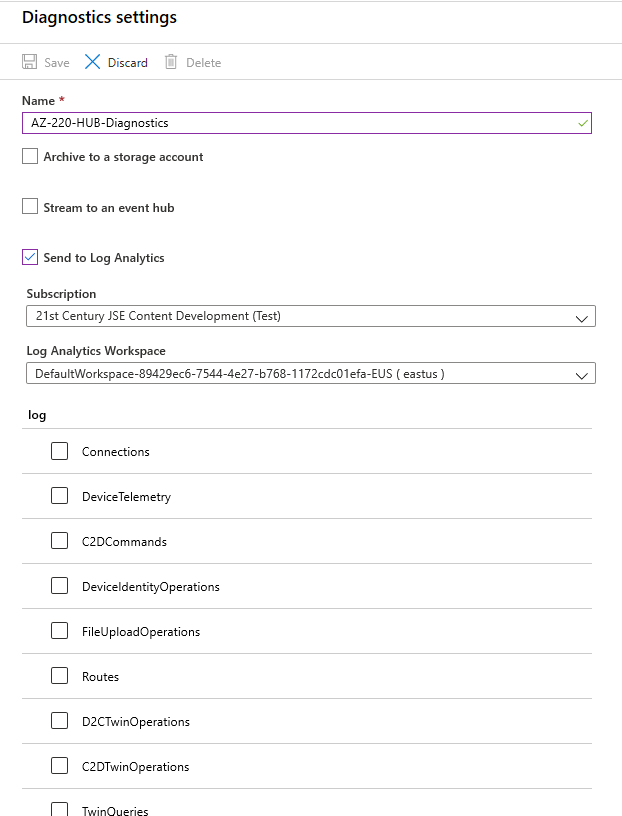 Diagnostics settings
Save Discard Delete
Name *
AZ-220-HUB-Diagnostics
Archive to a storage account
Stream to an event hub
Send to Log Analytics
Subscription
21st Century JSE Content Development (Test)
Log Analytics Workspace
DefaultWorkspace-89429ec6-7544-4e27-b768-1172cdc01efa-EUS ( eastus )
log
Connections
DeviceTelemetry
C2DCommands
DeviceIdentityOperations
FileUploadOperations
Routes
D2CTwinOperations
C2DTwinOperations
TwinQueries